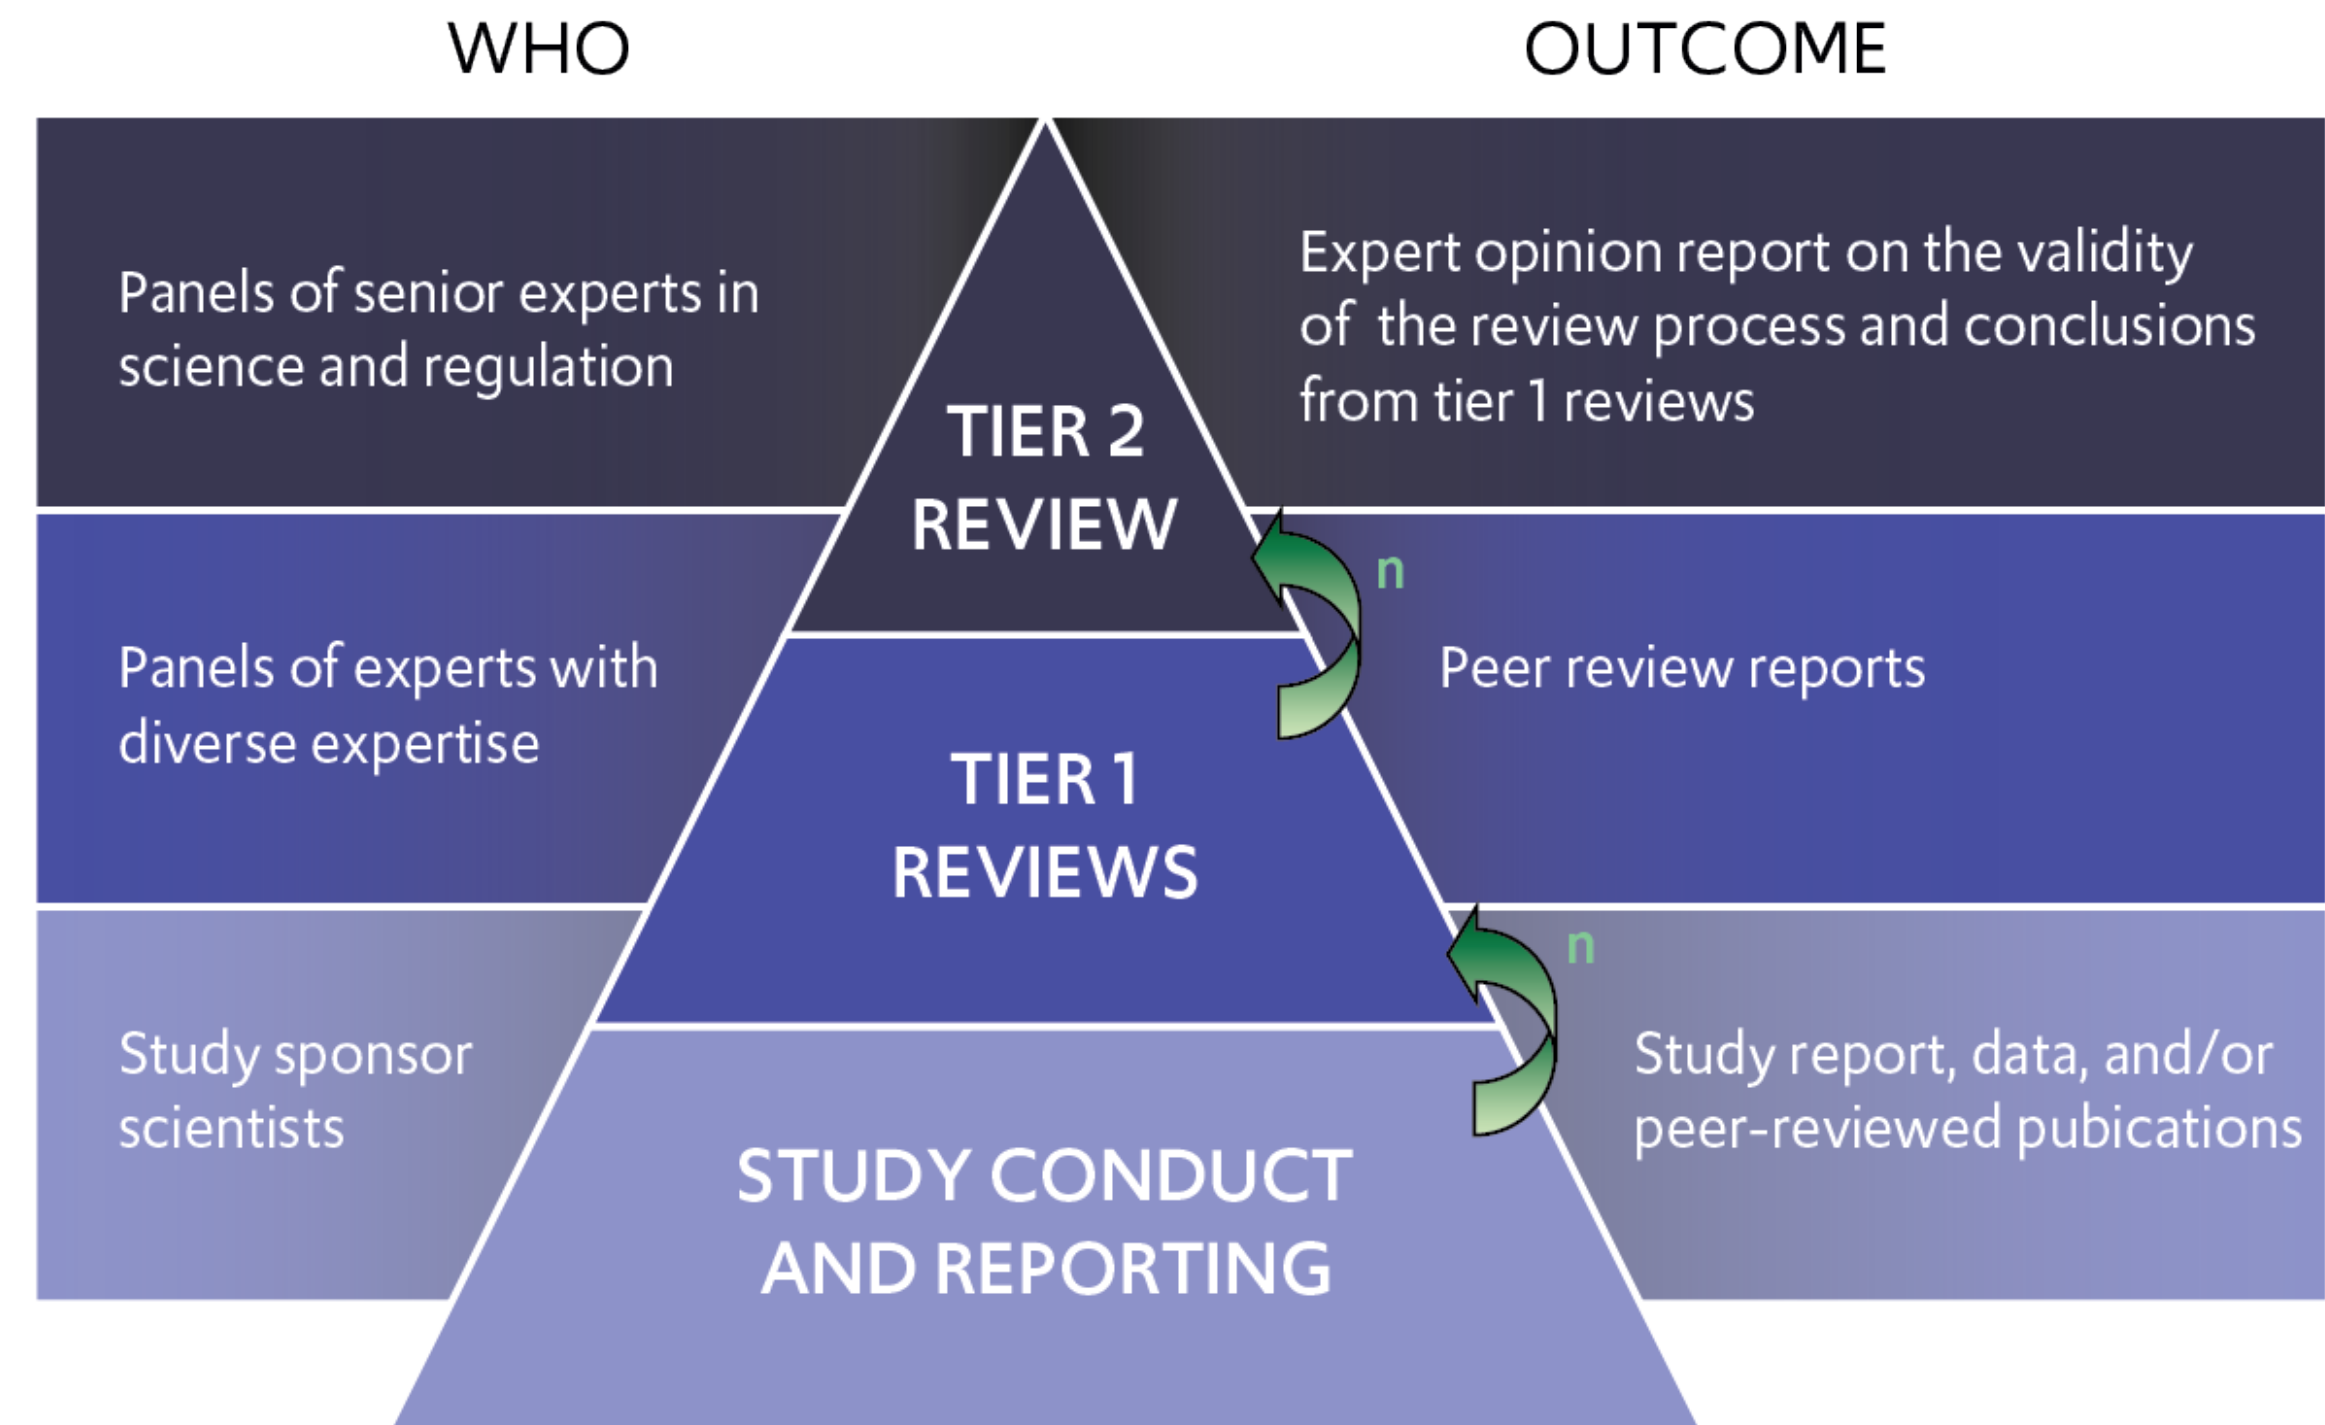 WHO
OUTCOME
Panels of senior experts in
science and regulation
TIER 2
REVIEW
Expert opinion report on the validity
of the review process and conclusions
from tier 1 reviews
n
Panels of experts with
diverse expertise
TIER 1
REVIEWS
Peer review reports
n
Study sponsor
scientists
STUDY CONDUCT
AND REPORTING
Study report, data, and/or
peer-reviewed pubications